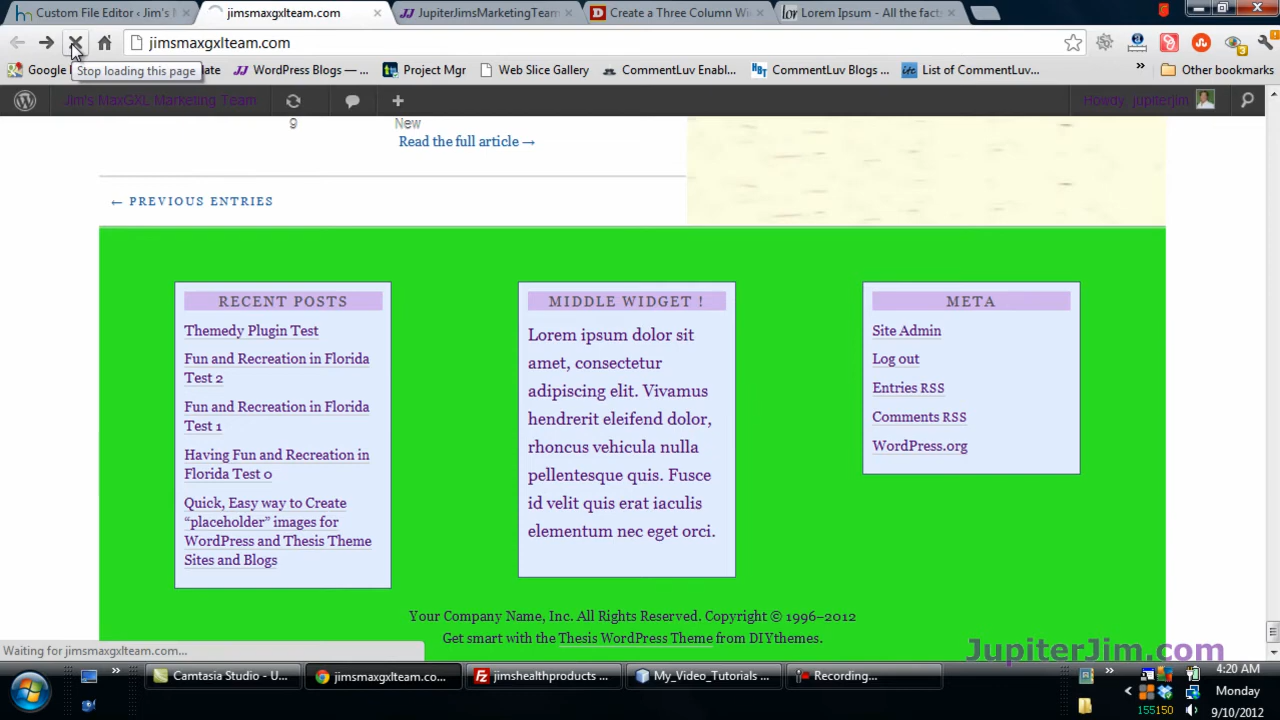 Custom File Editor ‹ Jim's M
jimsmaxgxlteam.com
JupiterJimsMarketingTeam
Create a Three Column Wi
Lorem Ipsum - All the facts
jimsmaxgxlteam.com
Google
Stop loading this page
ate
WordPress Blogs — ...
Project Mgr
Web Slice Gallery
CommentLuv Enabl...
CommentLuv Blogs ...
List of CommentLuv...
»
Other bookmarks
Jim's MaxGXL Marketing Team
Howdy, jupiterjim
9
New
Read the full article →
← PREVIOUS ENTRIES
RECENT POSTS
Themedy Plugin Test
Fun and Recreation in Florida
Test 2
Fun and Recreation in Florida
Test 1
Having Fun and Recreation in
Florida Test 0
Quick, Easy way to Create
“placeholder” images for
WordPress and Thesis Theme
Sites and Blogs
MIDDLE WIDGET !
Lorem ipsum dolor sit
amet, consectetur
adipiscing elit. Vivamus
hendrerit eleifend dolor,
rhoncus vehicula nulla
pellentesque quis. Fusce
id velit quis erat iaculis
elementum nec eget orci.
META
Site Admin
Log out
Entries RSS
Comments RSS
WordPress.org
Your Company Name, Inc. All Rights Reserved. Copyright © 1996–2012
Get smart with the Thesis WordPress Theme from DIYthemes.
Waiting for jimsmaxgxlteam.com...
JupiterJim.com
»
Camtasia Studio - U...
jimsmaxgxlteam.co...
jimshealthproducts ...
My_Video_Tutorials ...
Recording...
»
4:20 AM
Monday
155150
9/10/2012